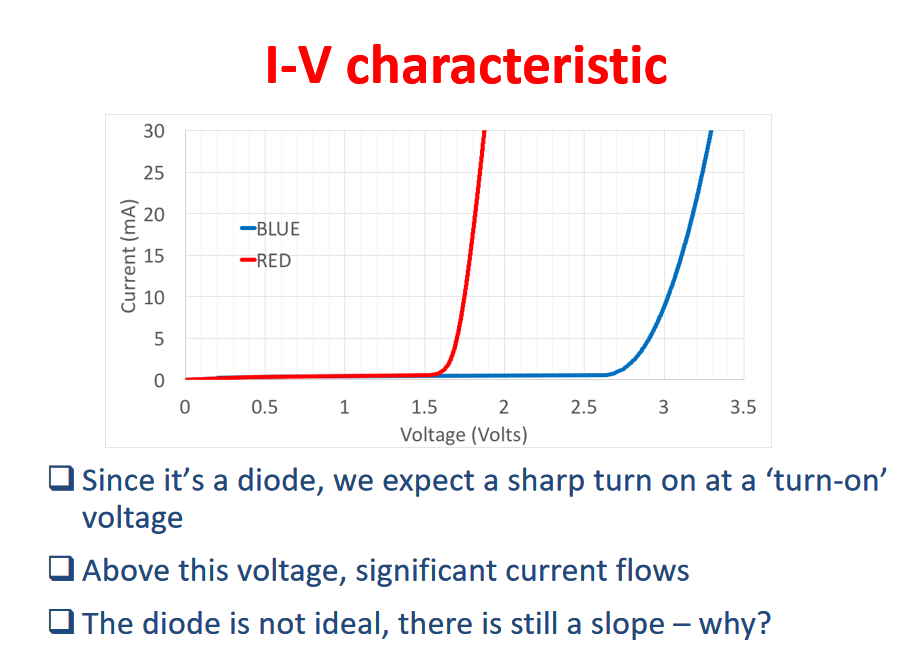 I-V characteristic
30
25
20
15
10
5
0
Current (mA)
BLUE
RED
0 0.5 1 1.5 2 2.5 3 3.5
Voltage (Volts)
Since it’s a diode, we expect a sharp turn on at a ‘turn-on’
voltage
Above this voltage, significant current flows
The diode is not ideal, there is still a slope – why?